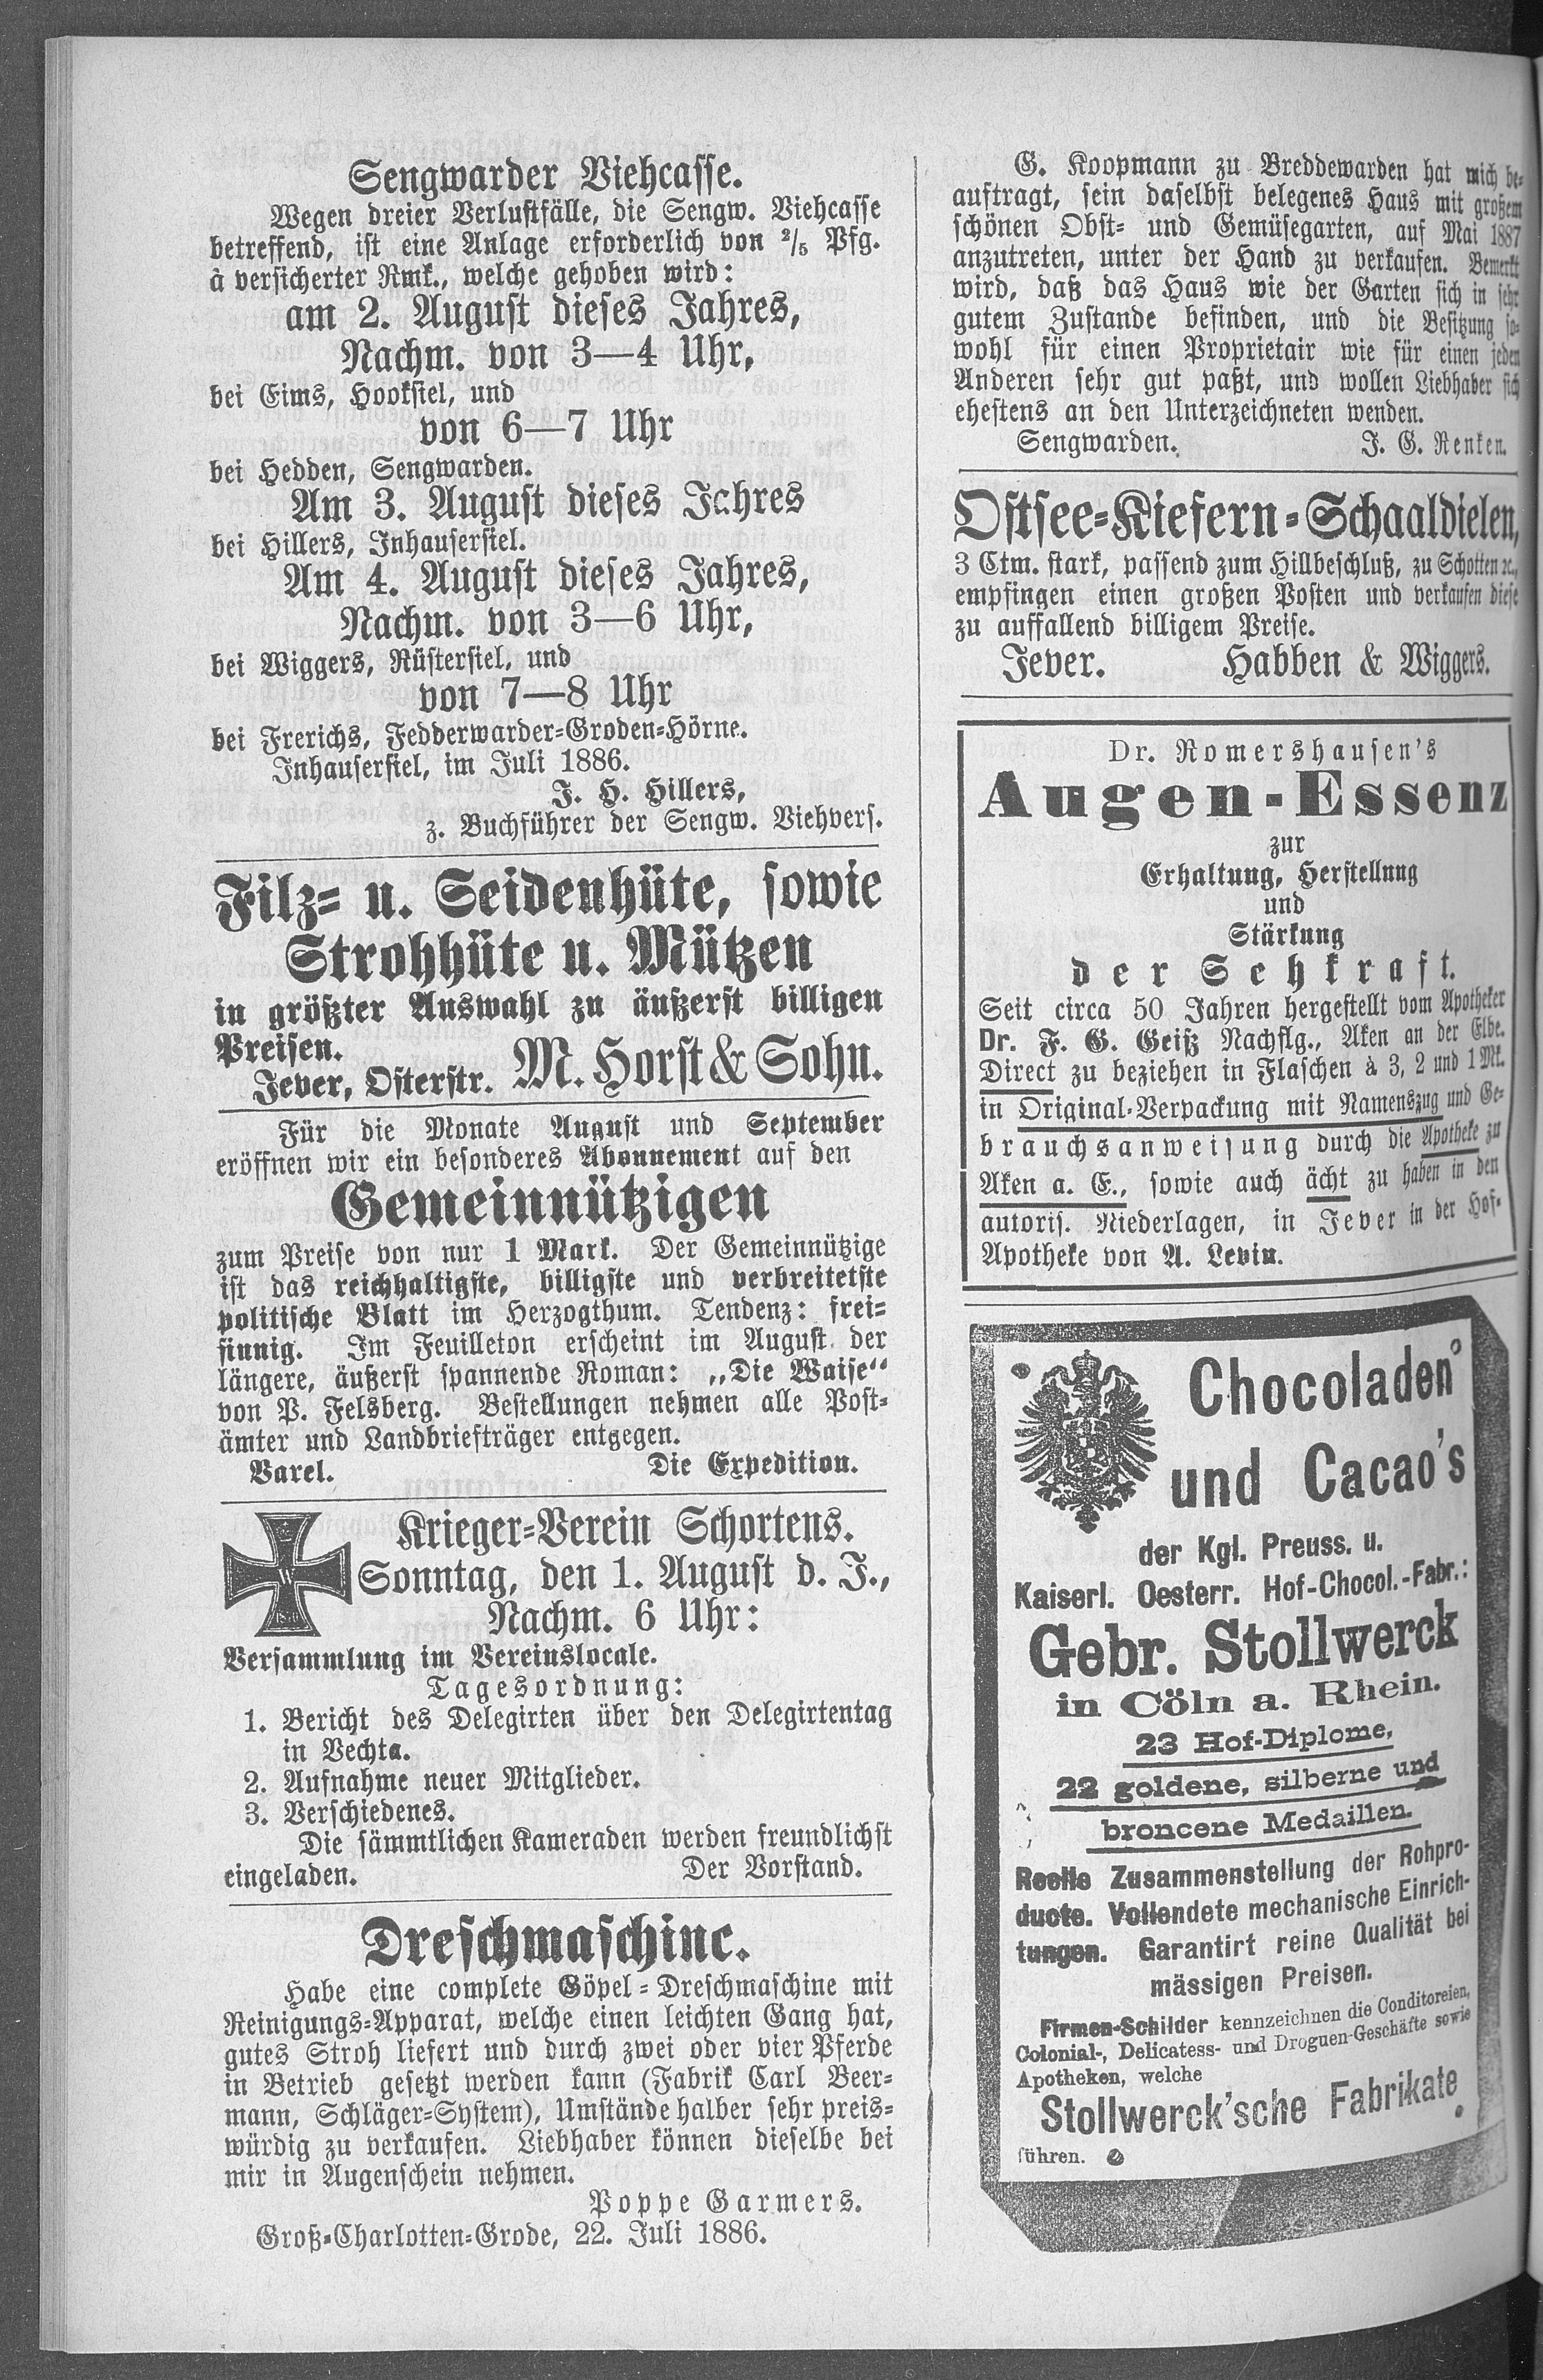 Sengwarder Viehcasse.
Wegen dreier Verlustfälle, die Sengw. Viehcasse
betreffend, ist eine Anlage erforderlich von 2/5 Pfg.
à versicherter Rmk., welche gehoben wird:
am 2. August dieses Jahres,
Nachm. von 3—4 Uhr,
bei Eims, Hooksiel, und
von 6—7 Uhr
bei Hedden, Sengwarden.
Am 3. August dieses Jahres
bei Hillers, Inhausersiel.
Am 4. August dieses Jahres,
Nachm. von 3—6 Uhr,
bei Wiggers, Rüstersiel, und
von 7—8 Uhr
bei Frerichs, Fedderwarder-Groden-Hörne.
Inhausersiel, im Juli 1886.
J. H. Hillers,
z. Buchführer der Sengw. Viehvers.
Filz- u. Seidenhüte, sowie
Strohhüte u. Mützen
in größter Auswahl zu äußerst billigen
Preisen.
Jever, Osterstr. M. Horst & Sohn.
Für die Monate August und September
eröffnen wir ein besonderes Abonnement auf den
Gemeinnützigen
zum Preise von nur 1 Mark. Der Gemeinnützige
ist das reichhaltigste, billigste und verbreitetste
politische Blatt im Herzogthum. Tendenz: frei-
sinnig. Im Feuilleton erscheint im August der
längere, äußerst spannende Roman: „Die Waise“
von P. Felsberg. Bestellungen nehmen alle Post-
ämter und Landbriefträger entgegen.
Varel. Die Expedition.
Krieger-Verein Schortens.
Sonntag, den 1. August d. J.,
Nachm. 6 Uhr:
Versammlung im Vereinslocale.
Tagesordnung:
1. Bericht des Delegirten über den Delegirtentag
in Vechta.
2. Aufnahme neuer Mitglieder.
3. Verschiedenes.
Die sämmtlichen Kameraden werden freundlichst
eingeladen. Der Vorstand.
Dreschmaschine.
Habe eine complete Göpel-Dreschmaschine mit
Reinigungs-Apparat, welche einen leichten Gang hat,
gutes Stroh liefert und durch zwei oder vier Pferde
in Betrieb gesetzt werden kann (Fabrik Carl Beer-
mann, Schläger-System), Umstände halber sehr preis-
würdig zu verkaufen. Liebhaber können dieselbe bei
mir in Augenschein nehmen.
Poppe Garmers.
Groß-Charlotten-Grode, 22. Juli 1886.
G. Koopmann zu Breddewarden hat mich be-
auftragt, sein daselbst belegenes Haus mit großem
schönen Obst- und Gemüsegarten, auf Mai 1887
anzutreten, unter der Hand zu verkaufen. Bemerkt
wird, daß das Haus wie der Garten sich in sehr
gutem Zustande befinden, und die Besitzung so-
wohl für einen Proprietair wie für einen jeden
Anderen sehr gut paßt, und wollen Liebhaber sich
ehestens an den Unterzeichneten wenden.
Sengwarden. J. G. Renken.
Ostsee-Kiefern-Schaaldielen,
3 Ctm. stark, passend zum Hillbeschluß, zu Schotten ꝛc.,
empfingen einen großen Posten und verkaufen diese
zu auffallend billigem Preise.
Jever. Habben & Wiggers.
Dr. Romershausen's
Augen-Essenz
zur
Erhaltung, Herstellung
und
Stärkung
der Sehkraft.
Seit circa 50 Jahren hergestellt vom Apotheker
Dr. F. G. Geiß Nachflg., Aken an der Elbe.
Direct zu beziehen in Flaschen à 3, 2 und 1 Mk.
in Original-Verpackung mit Namenszug und Ge-
brauchsanweisung durch die Apotheke zu
Aken a. E., sowie auch ächt zu haben in den
autoris. Niederlagen, in Jever in der Hof-
Apotheke von A. Levin.
Chocoladen
und Cacao's
der Kgl. Preuss. u.
Kaiserl. Oesterr. Hof-Chocol.-Fabr.:
Gebr. Stollwerck
in Cöln a. Rhein.
23 Hof-Diplome,
22 goldene, silberne und
broncene Medaillen.
Reelle Zusammenstellung der Rohpro-
ducte. Vollendete mechanische Einrich-
tungen. Garantirt reine Qualität bei
mässigen Preisen.
Firmen-Schilder kennzeichnen die Conditoreien,
Colonial-, Delicatess- und Droguen-Geschäfte sowie
Apotheken, welche
Stollwerck'sche Fabrikate
führen.